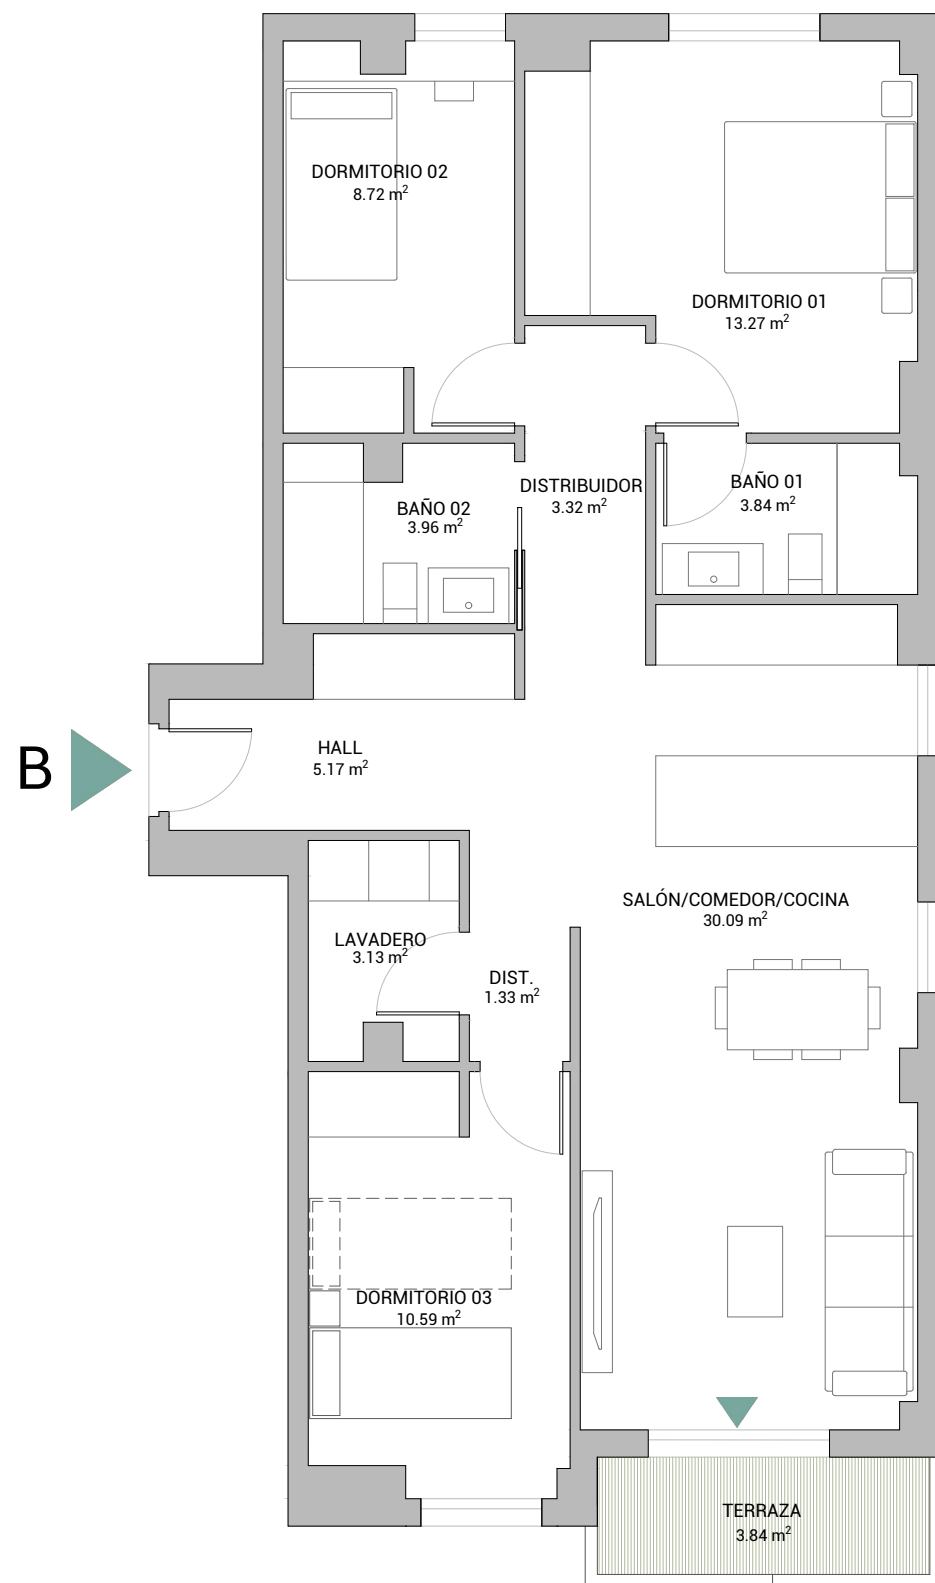 DORMITORIO 02
8.72 m²
DORMITORIO 01
13.27 m²
DISTRIBUIDOR
3.32 m²
BAÑO 01
3.84 m²
BAÑO 02
3.96 m²
HALL
5.17 m²
B
SALÓN/COMEDOR/COCINA
30.09 m²
LAVADERO
3.13 m²
DIST.
1.33 m²
DORMITORIO 03
10.59 m²
TERRAZA
3.84 m²